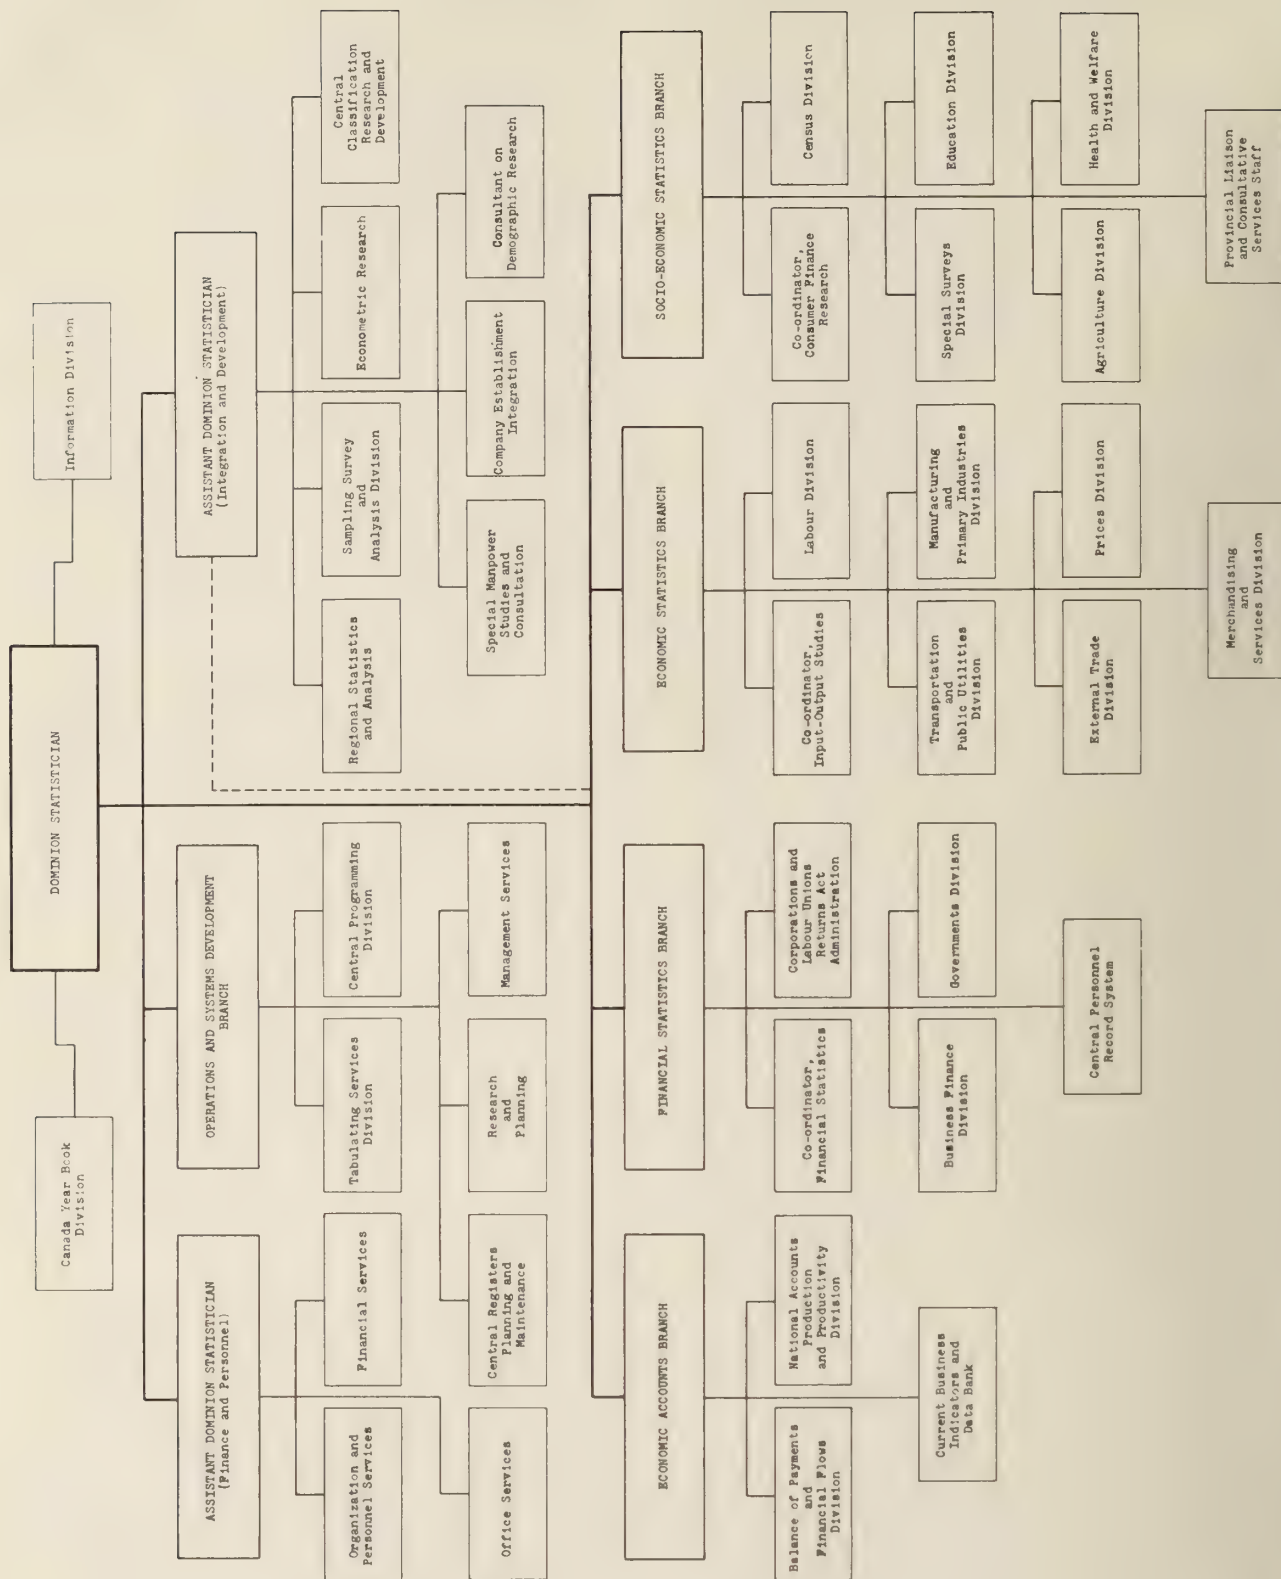 DOMINION STATISTICIAN
Canada Year Book
Division
Information Division
ASSISTANT DOMINION STATISTICIAN
(Finance and Personnel)
OPERATIONS AND SYSTEMS DEVELOPMENT
BRANCH
ASSISTANT DOMINION STATISTICIAN
(Integration and Development)
Organization and
Personnel Services
Financial Services
Office Services
Tabulating Services
Division
Central Programming
Division
Central Registers
Planning and
Maintenance
Research
and
Planning
Management Services
Regional Statistics
and Analysis
Sampling Survey
and
Analysis Division
Econometric Research
Central
Classification
Research and
Development
Special Manpower
Studies and
Consultation
Company Establishment
Integration
Consultant on
Demographic Research
ECONOMIC ACCOUNTS BRANCH
Balance of Payments
and
Financial Flows
Division
National Accounts
Production
and Productivity
Division
Current Business
Indicators and
Data Bank
FINANCIAL STATISTICS BRANCH
Co-ordinator,
Financial Statistics
Corporations and
Labour Unions
Returns Act
Administration
Business Finance
Division
Governments Division
Central Personnel
Record System
ECONOMIC STATISTICS BRANCH
Co-ordinator,
Input-Output Studies
Labour Division
Transportation
and
Public Utilities
Division
Manufacturing
and
Primary Industries
Division
External Trade
Division
Prices Division
Merchandising
and
Services Division
SOCIO-ECONOMIC STATISTICS BRANCH
Co-ordinator,
Consumer Finance
Research
Census Division
Special Surveys
Division
Education Division
Agriculture Division
Health and Welfare
Division
Provincial Liaison
and Consultative
Services Staff